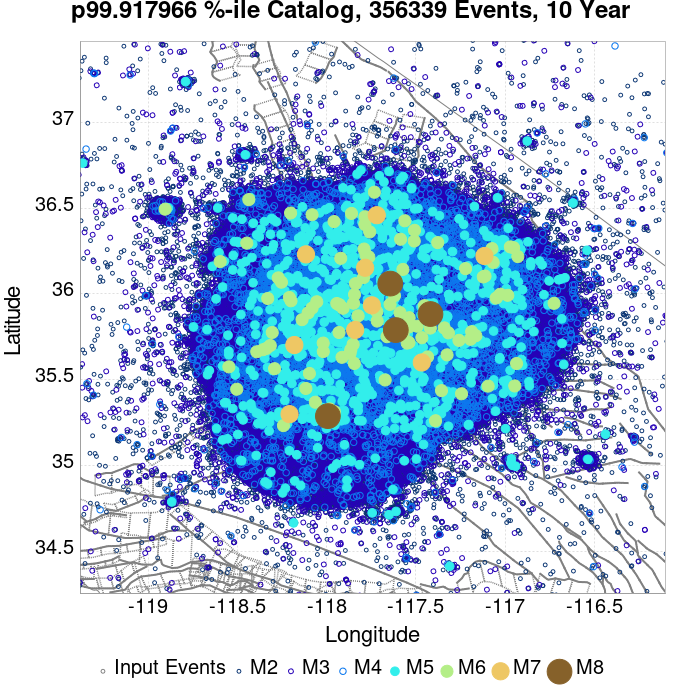 p99.917966 %-ile Catalog, 356339 Events, 10 Year
37
36.5
36
35.5
35
34.5
Latitude
-119 -118.5 -118 -117.5 -117 -116.5
Longitude
Input Events M2 M3 M4 M5 M6 M7 M8